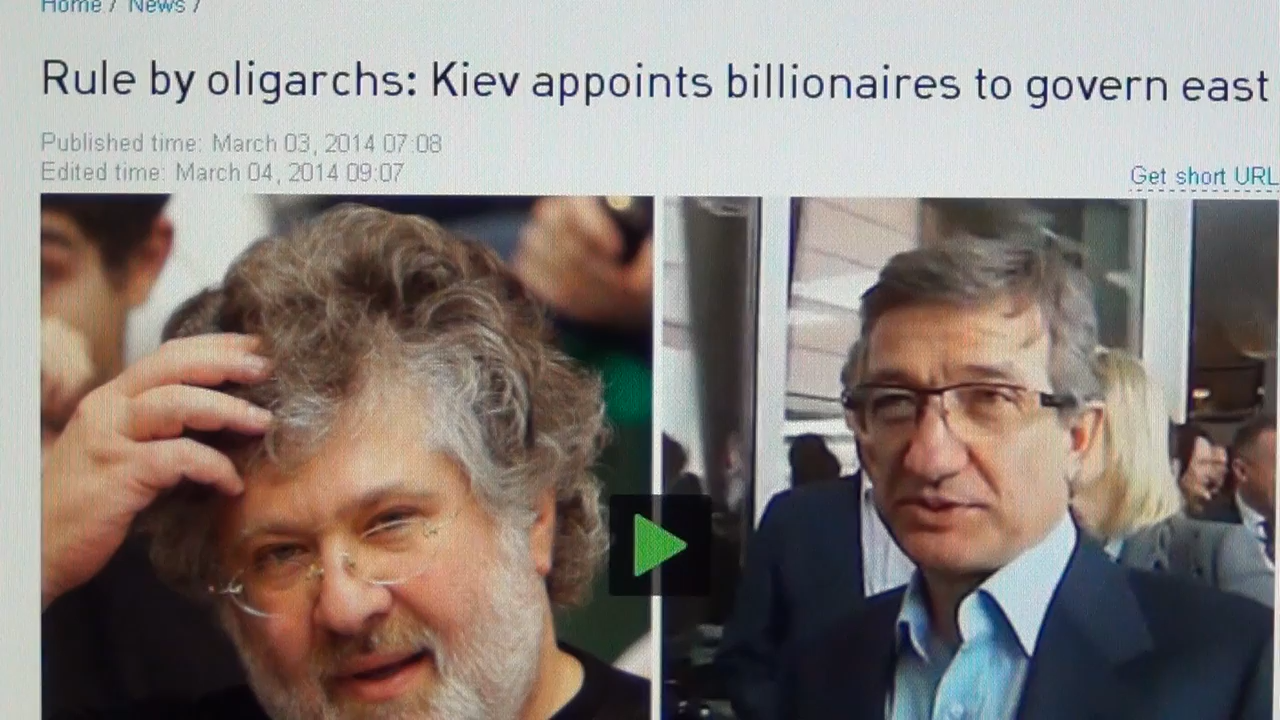 Home / News /
Rule by oligarchs: Kiev appoints billionaires to govern east
Published time: March 03, 2014 07:08
Edited time: March 04, 2014 09:07
Get short URL